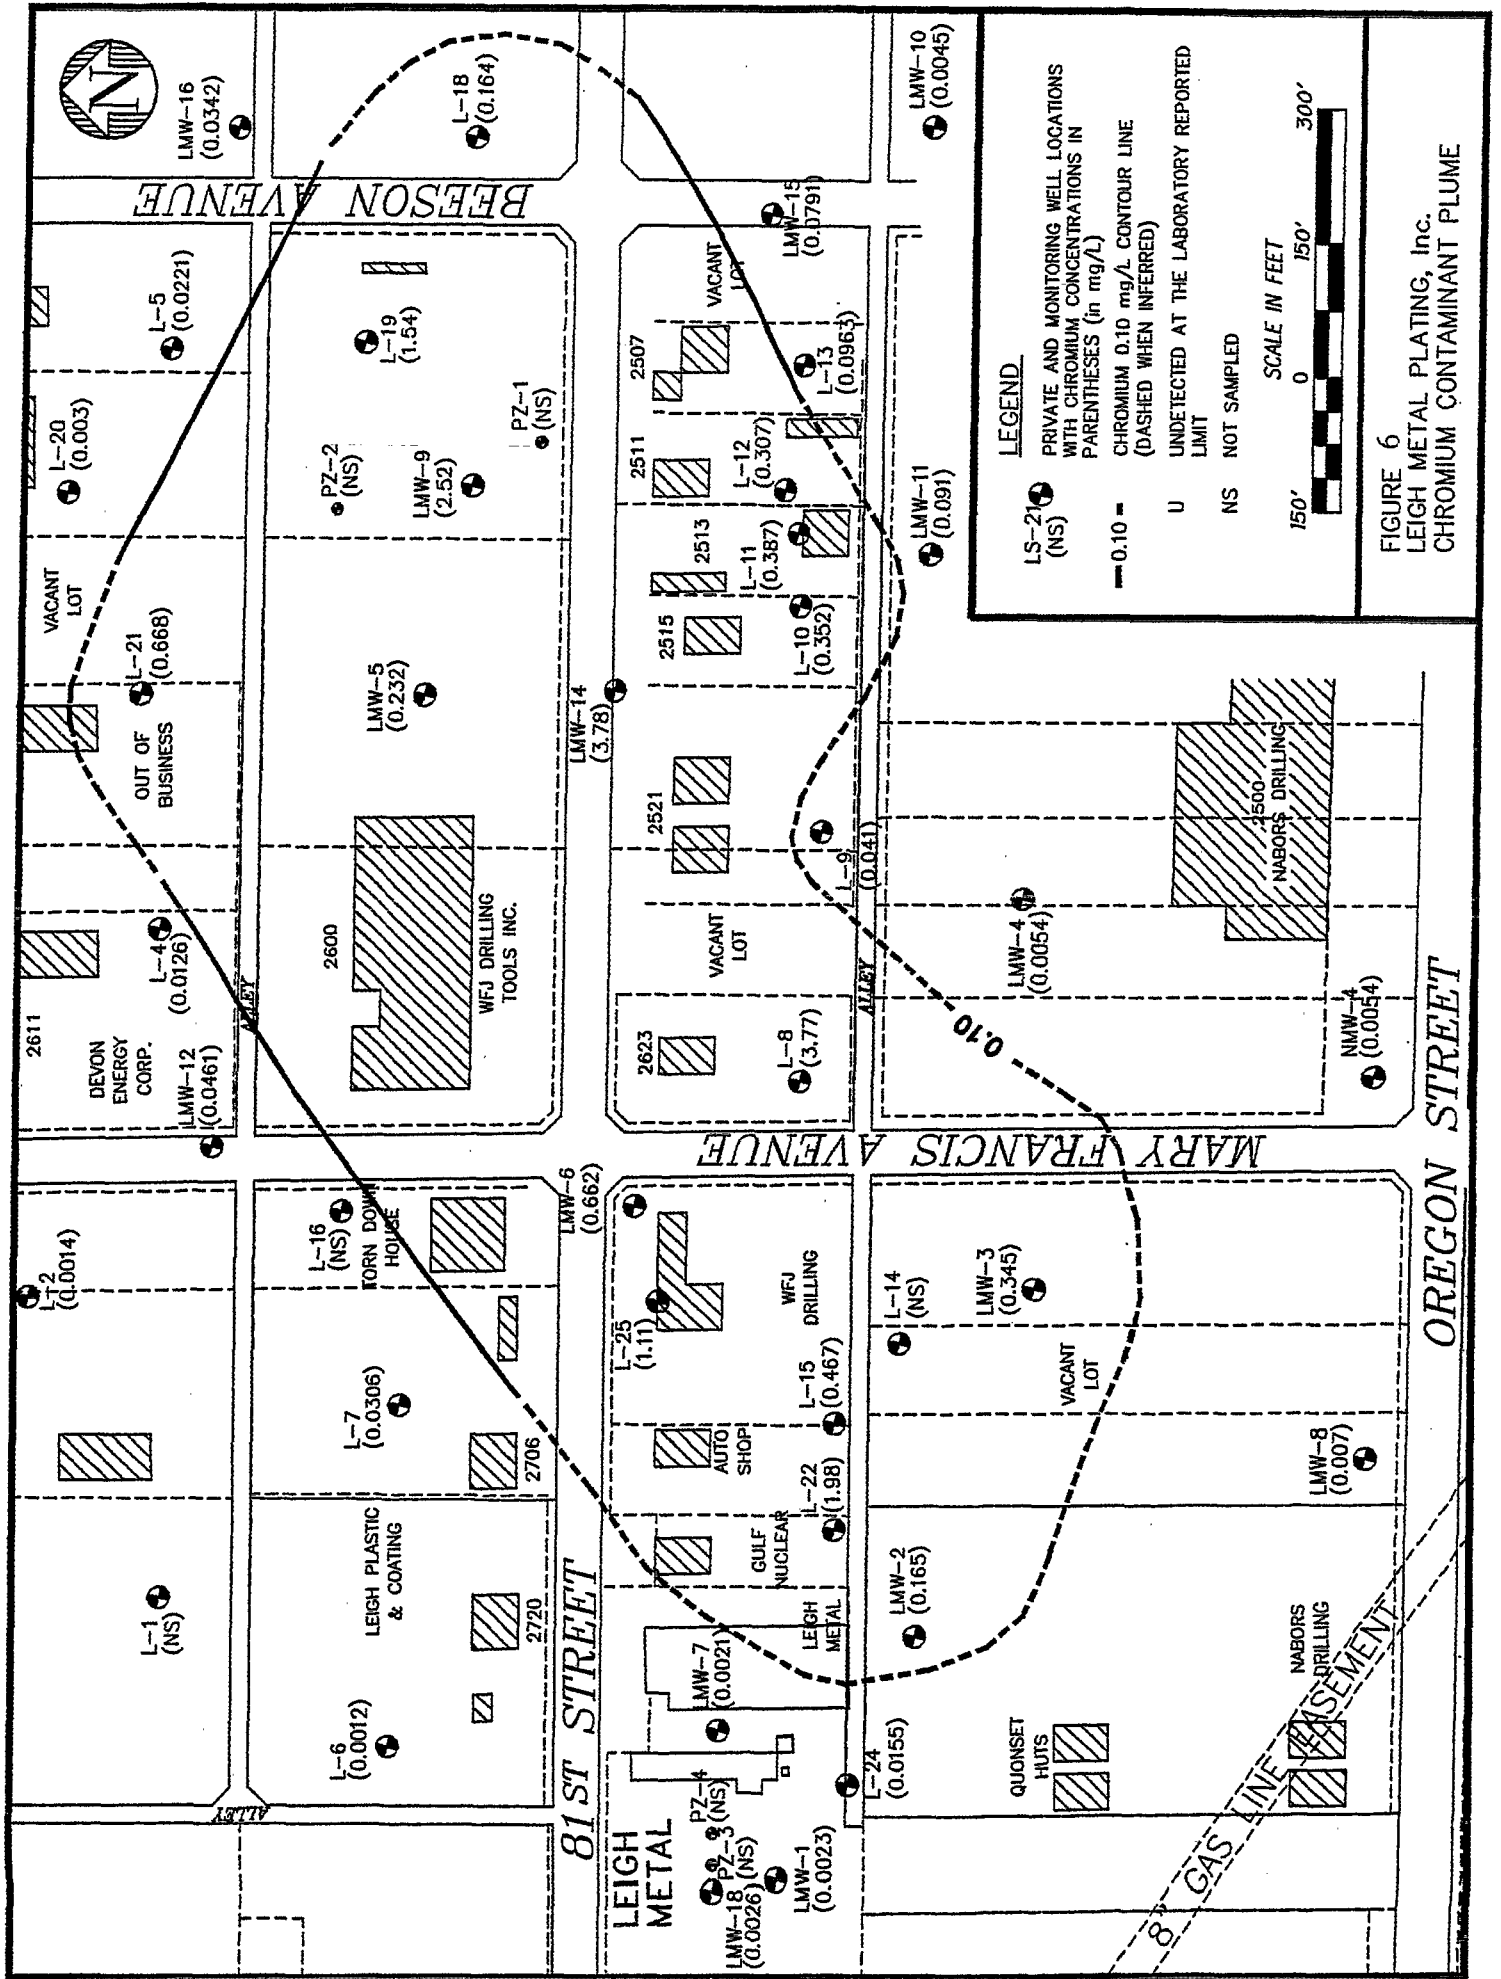 N
LMW-16
(0.0342)
L-18
(0.164)
LMW-10
(0.0045)
BEESON AVENUE
L-5
(0.0221)
L-20
(0.003)
L-19
(1.54)
PZ-1
(NS)
PZ-2
(NS)
LMW-9
(2.52)
VACANT
LOT
LMW-15
(0.0791)
2507
L-13
(0.0963)
2511
L-12
(0.307)
2513
L-11
(0.387)
LMW-11
(0.091)
2515
L-10
(0.352)
VACANT
LOT
L-21
(0.668)
OUT OF
BUSINESS
LMW-5
(0.232)
LMW-14
(3.78)
2521
L-9
(0.041)
2600
WFJ DRILLING
TOOLS INC.
VACANT
LOT
ALLEY
LMW-4
(0.0054)
2500
NABORS DRILLING
2611
DEVON
ENERGY
CORP.
L-4
(0.0126)
ALLEY
LMW-12
(0.0461)
2623
L-8
(3.77)
0.10
NMW-4
(0.0054)
MARY FRANCIS AVENUE
OREGON STREET
L-2
(0.0014)
L-16
(NS)
TORN DOWN
HOUSE
LMW-6
(0.662)
L-25
(1.11)
WFJ
DRILLING
L-14
(NS)
LMW-3
(0.345)
VACANT
LOT
L-7
(0.0306)
2706
AUTO
SHOP
L-15
(0.467)
L-22
(1.98)
GULF
NUCLEAR
LMW-8
(0.007)
L-1
(NS)
LEIGH PLASTIC
& COATING
2720
81ST STREET
LEIGH
METAL
LMW-2
(0.165)
LMW-7
(0.0021)
NABORS
DRILLING
L-6
(0.0012)
ALLEY
L-24
(0.0155)
QUONSET
HUTS
LEIGH
METAL
PZ-4
(NS)
PZ-3
(NS)
LMW-18
(0.0026)
LMW-1
(0.0023)
8" GAS LINE EASEMENT
LEGEND
LS-21
(NS)
PRIVATE AND MONITORING WELL LOCATIONS
WITH CHROMIUM CONCENTRATIONS IN
PARENTHESES (in mg/L)
0.10
CHROMIUM 0.10 mg/L CONTOUR LINE
(DASHED WHEN INFERRED)
U UNDETECTED AT THE LABORATORY REPORTED
LIMIT
NS NOT SAMPLED
SCALE IN FEET
150' 0 150' 300'
FIGURE 6
LEIGH METAL PLATING, Inc.
CHROMIUM CONTAMINANT PLUME